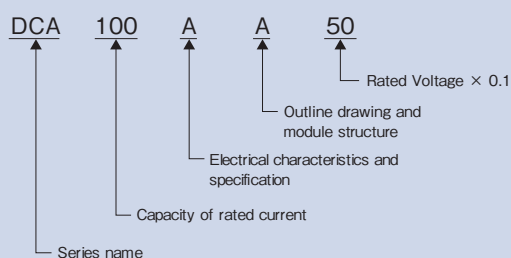 DCA 100 A A 50
Rated Voltage × 0.1
Outline drawing and
module structure
Electrical characteristics and
specification
Capacity of rated current
Series name